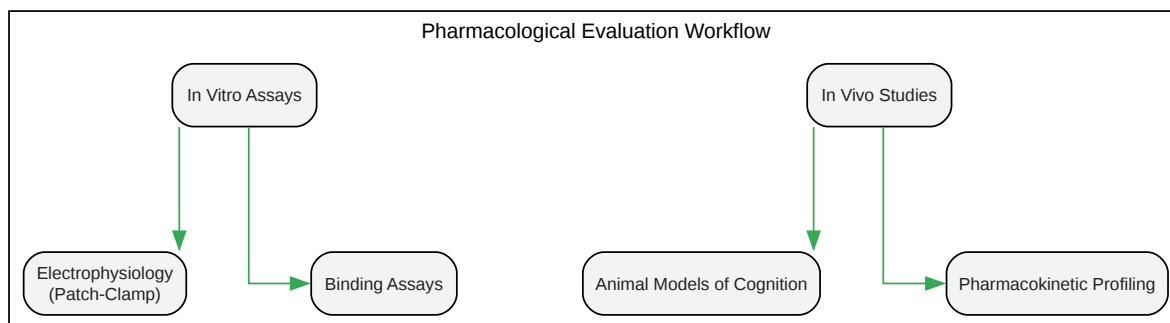 Pharmacological Evaluation Workflow
In Vitro Assays
In Vivo Studies
Electrophysiology
(Patch-Clamp)
Binding Assays
Animal Models of Cognition
Pharmacokinetic Profiling